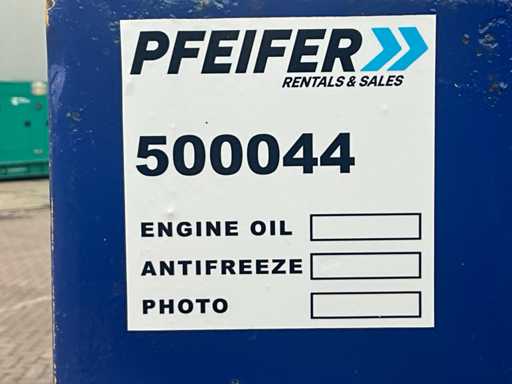 PFEIFER
RENTALS & SALES
500044
ENGINE OIL
ANTIFREEZE
PHOTO